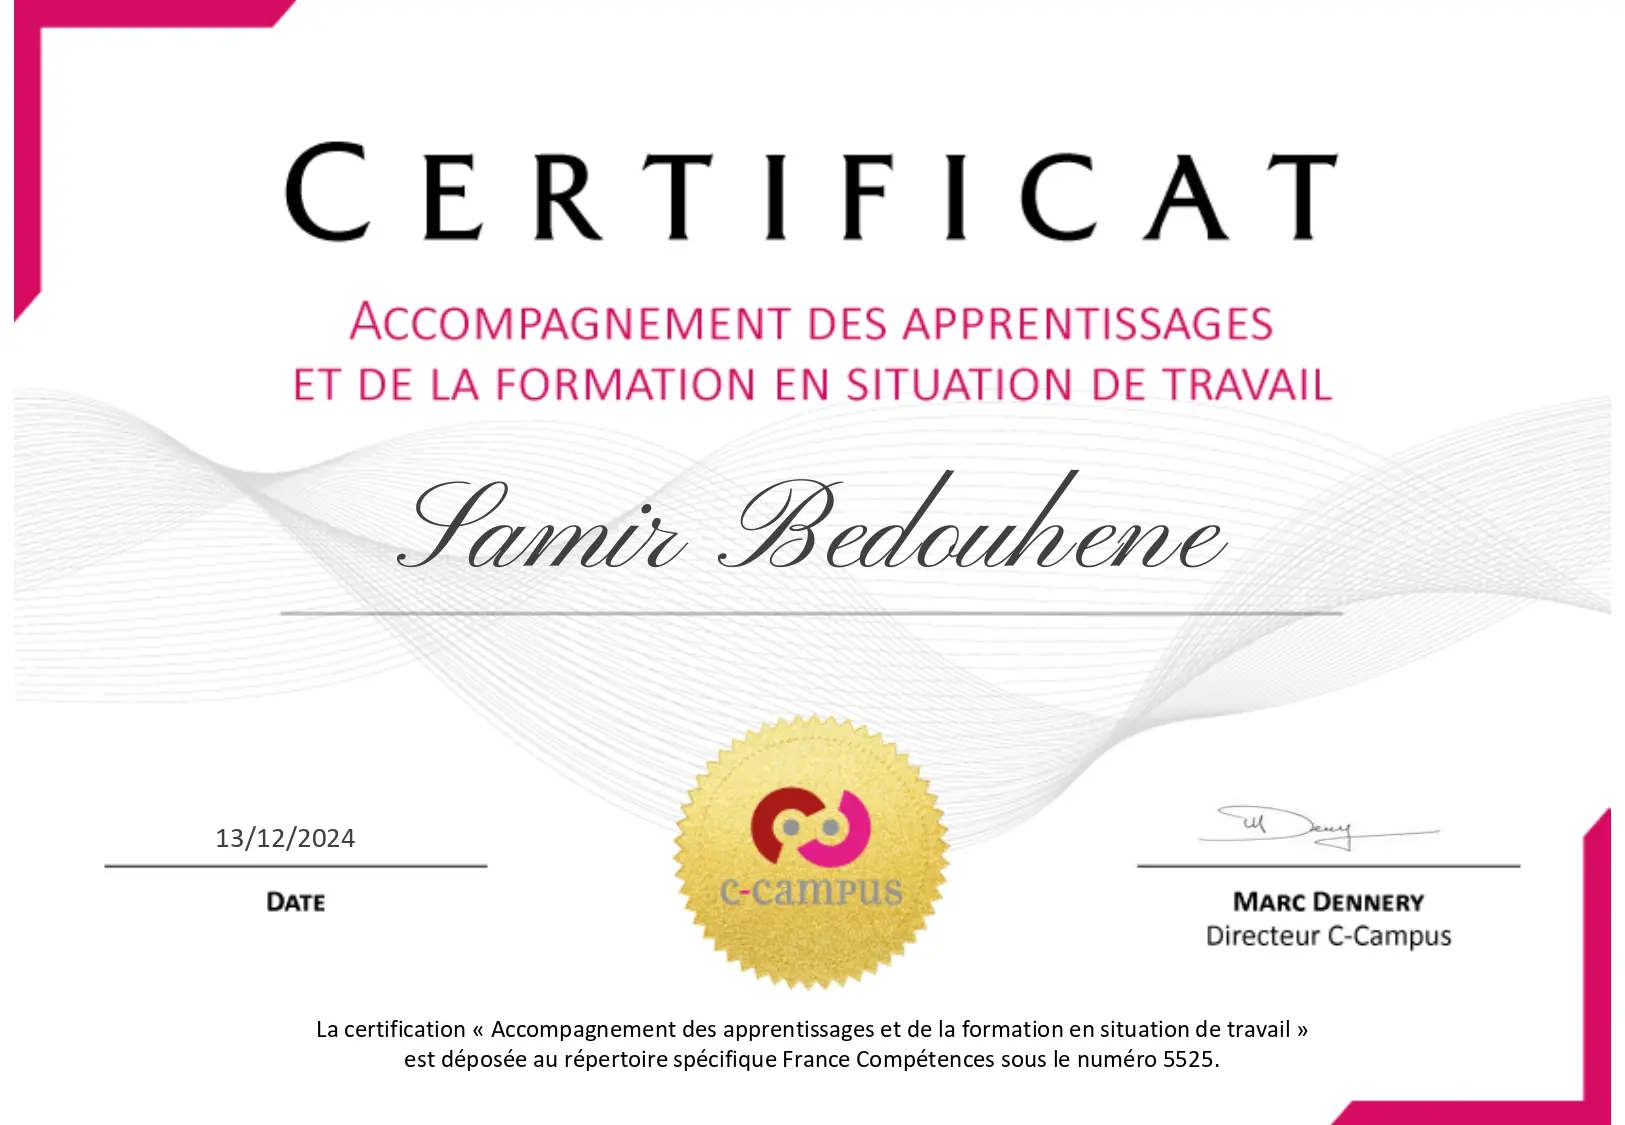 CERTIFICAT
ACCOMPAGNEMENT DES APPRENTISSAGES
ET DE LA FORMATION EN SITUATION DE TRAVAIL
Samir Bedouhene
13/12/2024
DATE
c-campus
M Dennery
MARC DENNERY
Directeur C-Campus
La certification « Accompagnement des apprentissages et de la formation en situation de travail »
est déposée au répertoire spécifique France Compétences sous le numéro 5525.